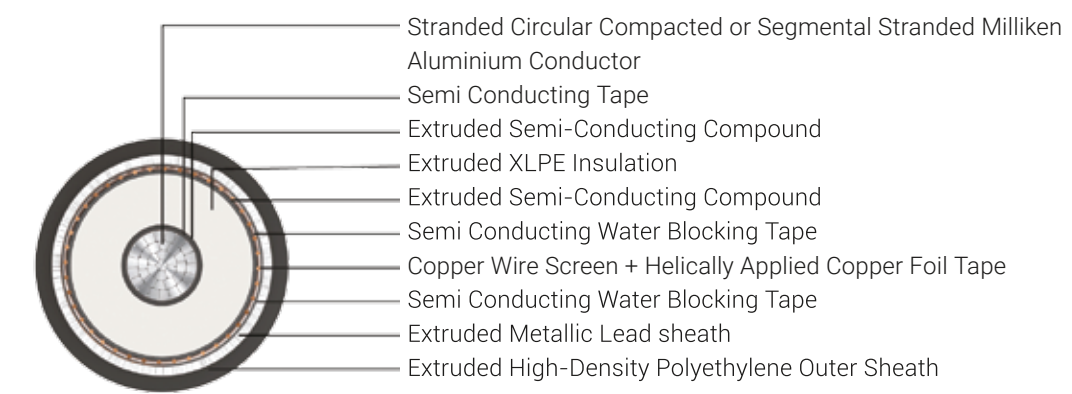 Stranded Circular Compacted or Segmental Stranded Milliken
Aluminium Conductor
Semi Conducting Tape
Extruded Semi-Conducting Compound
Extruded XLPE Insulation
Extruded Semi-Conducting Compound
Semi Conducting Water Blocking Tape
Copper Wire Screen + Helically Applied Copper Foil Tape
Semi Conducting Water Blocking Tape
Extruded Metallic Lead sheath
Extruded High-Density Polyethylene Outer Sheath